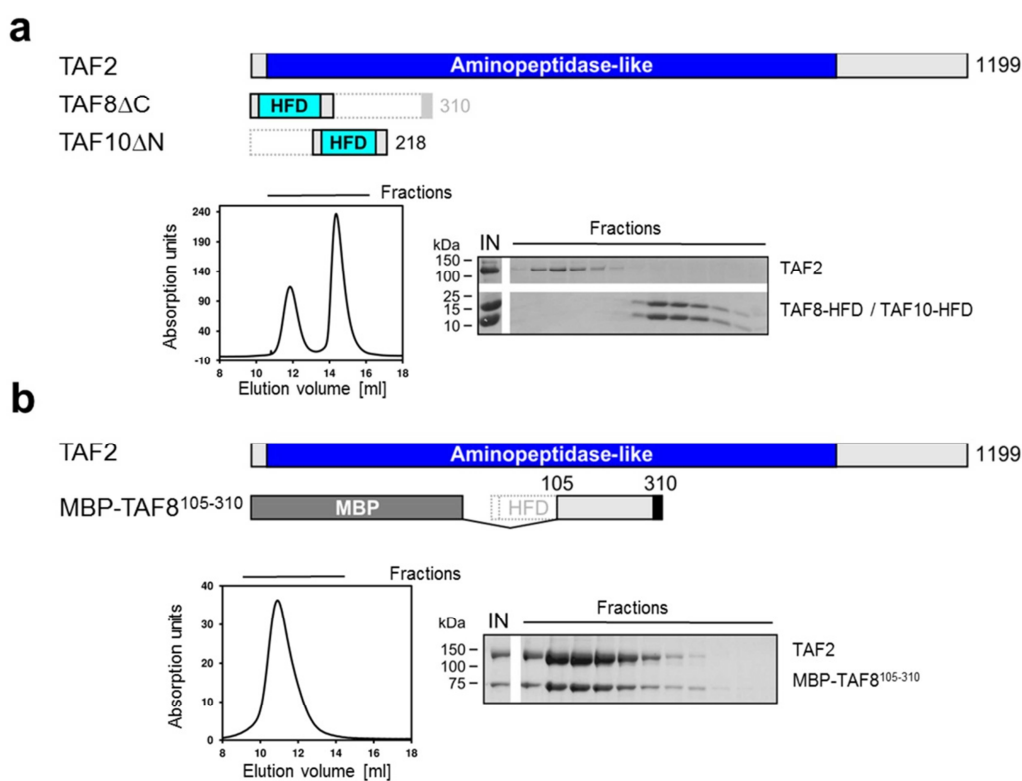 a
TAF2 Aminopeptidase-like 1199
TAF8ΔC HFD 310
TAF10ΔN HFD 218
Fractions
Absorption units
240
190
140
90
40
-10
8 10 12 14 16 18
Elution volume [ml]
Fractions
kDa IN
150
100
25
15
10
TAF2
TAF8-HFD / TAF10-HFD
b
TAF2 Aminopeptidase-like 1199
105 310
MBP-TAF8105-310 MBP HFD
Fractions
Absorption units
40
30
20
10
0
8 10 12 14 16 18
Elution volume [ml]
Fractions
kDa IN
150
100
75
TAF2
MBP-TAF8105-310